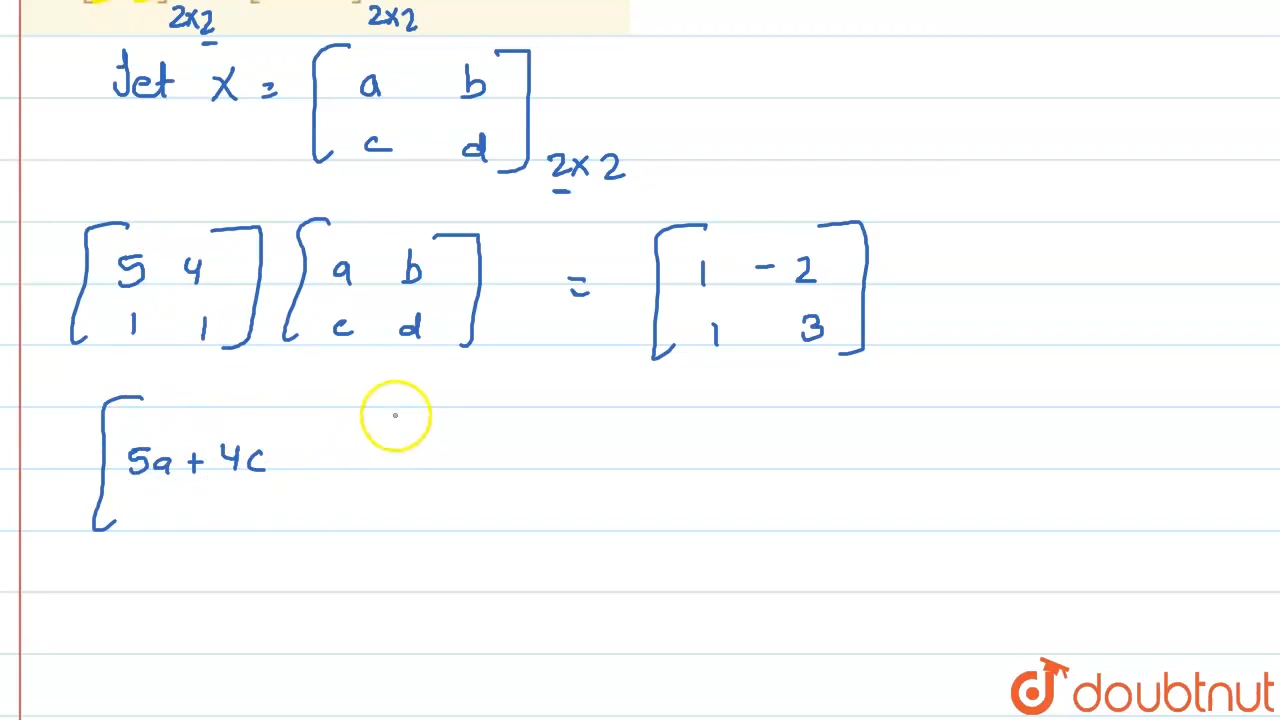 2x2 2x2
Let X = [ a b
c d ] 2x2
[ 5 4 [ a b = [ 1 -2
1 1 ] c d ] 1 3 ]
[ 5a + 4c
doubtnut